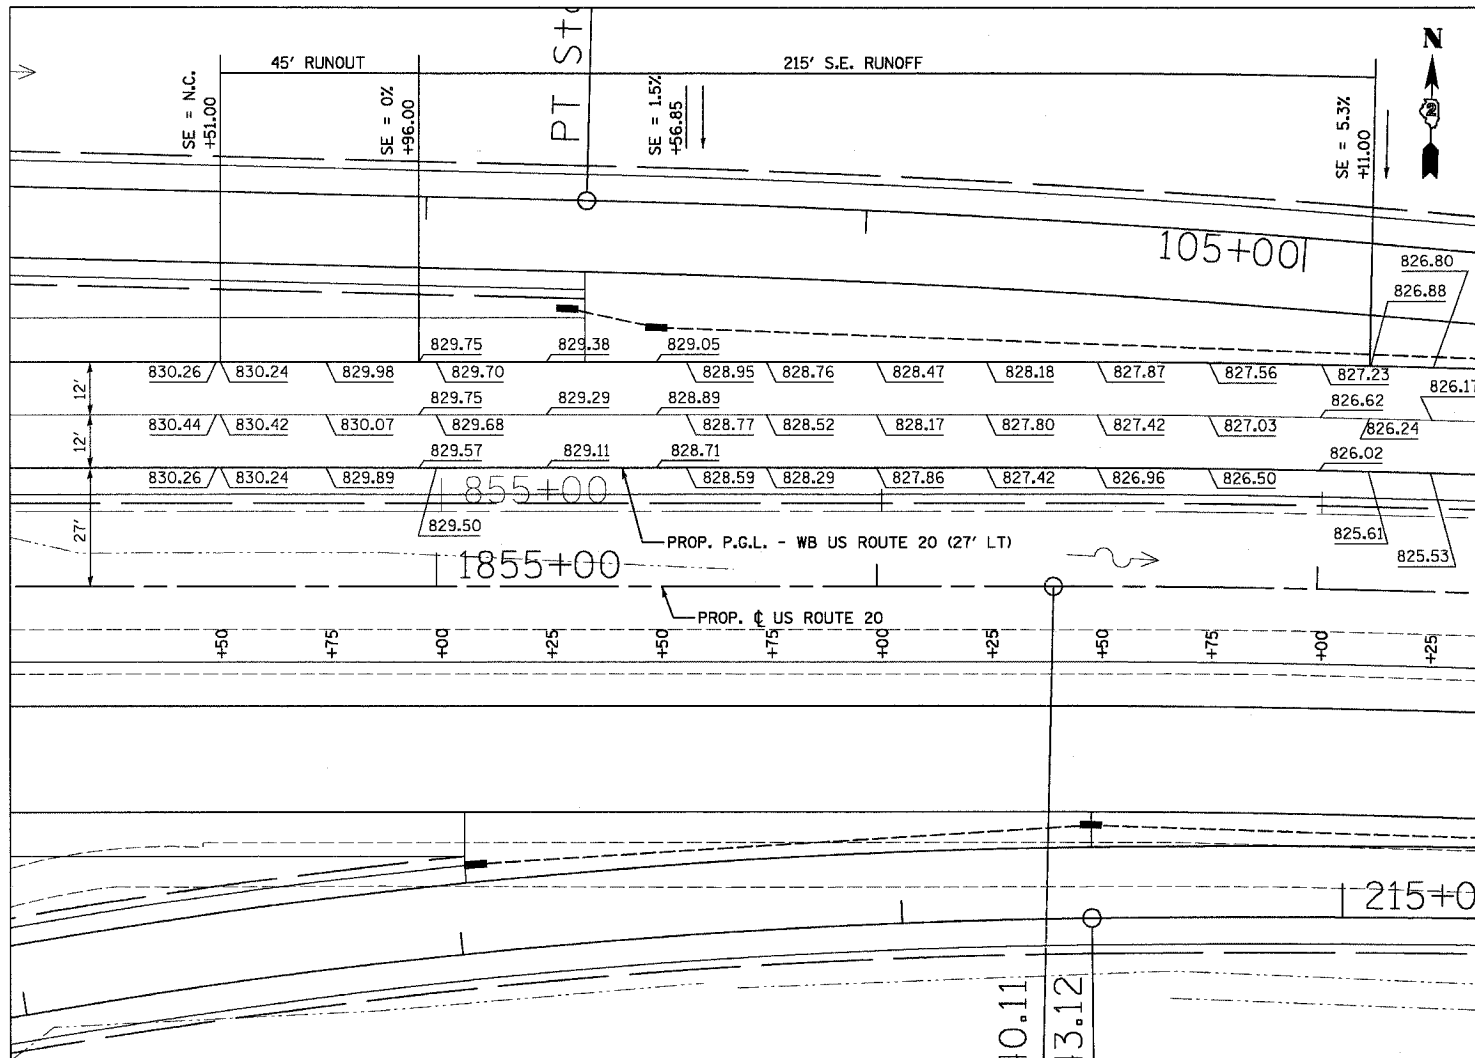 45' RUNOUT
215' S.E. RUNOFF
SE = N.C.
+51.00
SE = 0%
+96.00
PT St
SE = 1.5%
+56.85
SE = 5.3%
+11.00
N
2
105+00
826.80
826.88
829.75 829.38 829.05
830.26 830.24 829.98 829.70 828.95 828.76 828.47 828.18 827.87 827.56 827.23
12'
829.75 829.29 828.89 826.62 826.17
830.44 830.42 830.07 829.68 828.77 828.52 828.17 827.80 827.42 827.03 826.24
12'
829.57 829.11 828.71 826.02
830.26 830.24 829.89 828.59 828.29 827.86 827.42 826.96 826.50
855+00
829.50
27'
PROP. P.G.L. - WB US ROUTE 20 (27' LT)
825.61
825.53
1855+00
PROP. ℄ US ROUTE 20
+50 +75 +00 +25 +50 +75 +00 +25 +50 +75 +00 +25
215+0
40.11
43.12